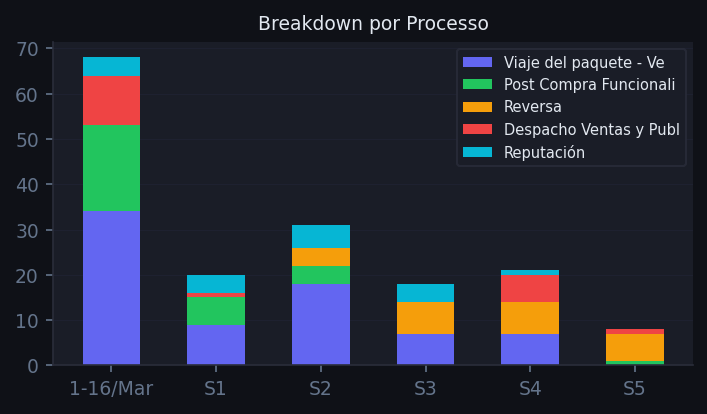 Breakdown por Processo
70
60
50
40
30
20
10
0
Viaje del paquete - Ve
Post Compra Funcionali
Reversa
Despacho Ventas y Publ
Reputación
1-16/Mar S1 S2 S3 S4 S5